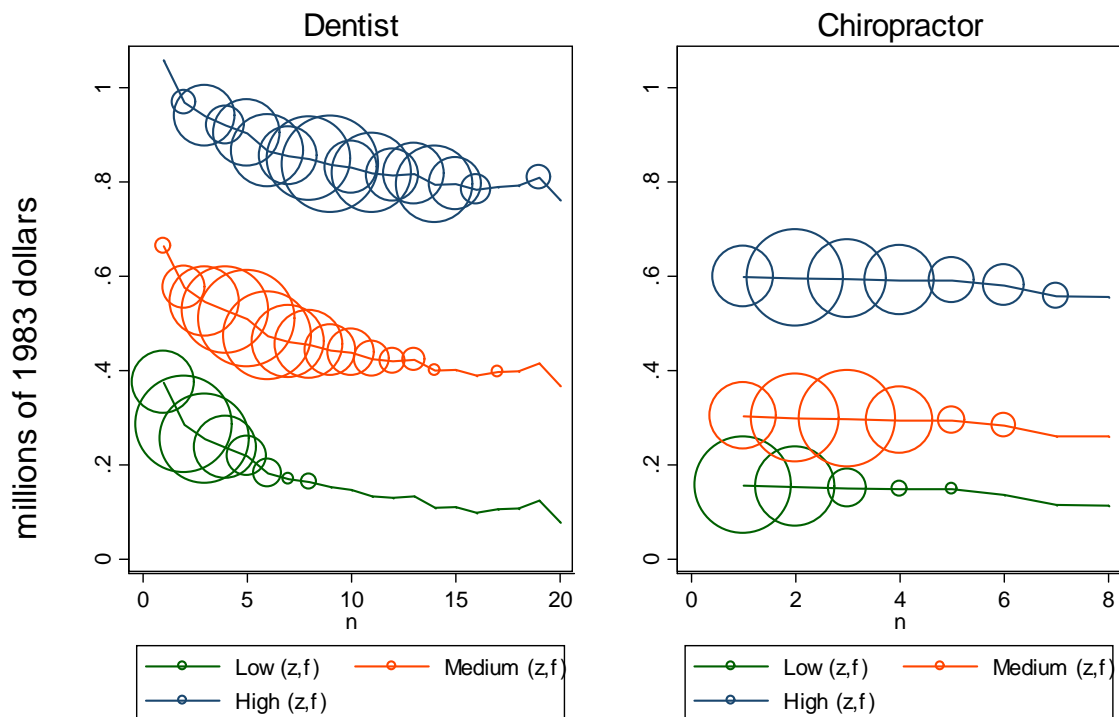 Dentist
Chiropractor
millions of 1983 dollars
1
.8
.6
.4
.2
0
0 5 10 15 20
n
1
.8
.6
.4
.2
0
0 2 4 6 8
n
Low (z,f) Medium (z,f)
High (z,f)
Low (z,f) Medium (z,f)
High (z,f)